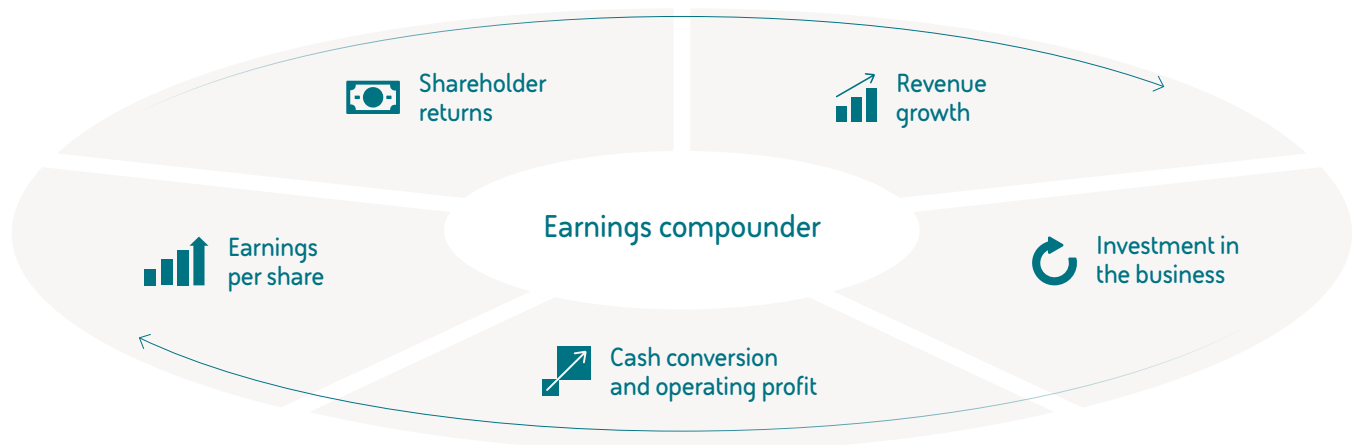 Shareholder
returns
Revenue
growth
Earnings compounder
Earnings
per share
Investment in
the business
Cash conversion
and operating profit